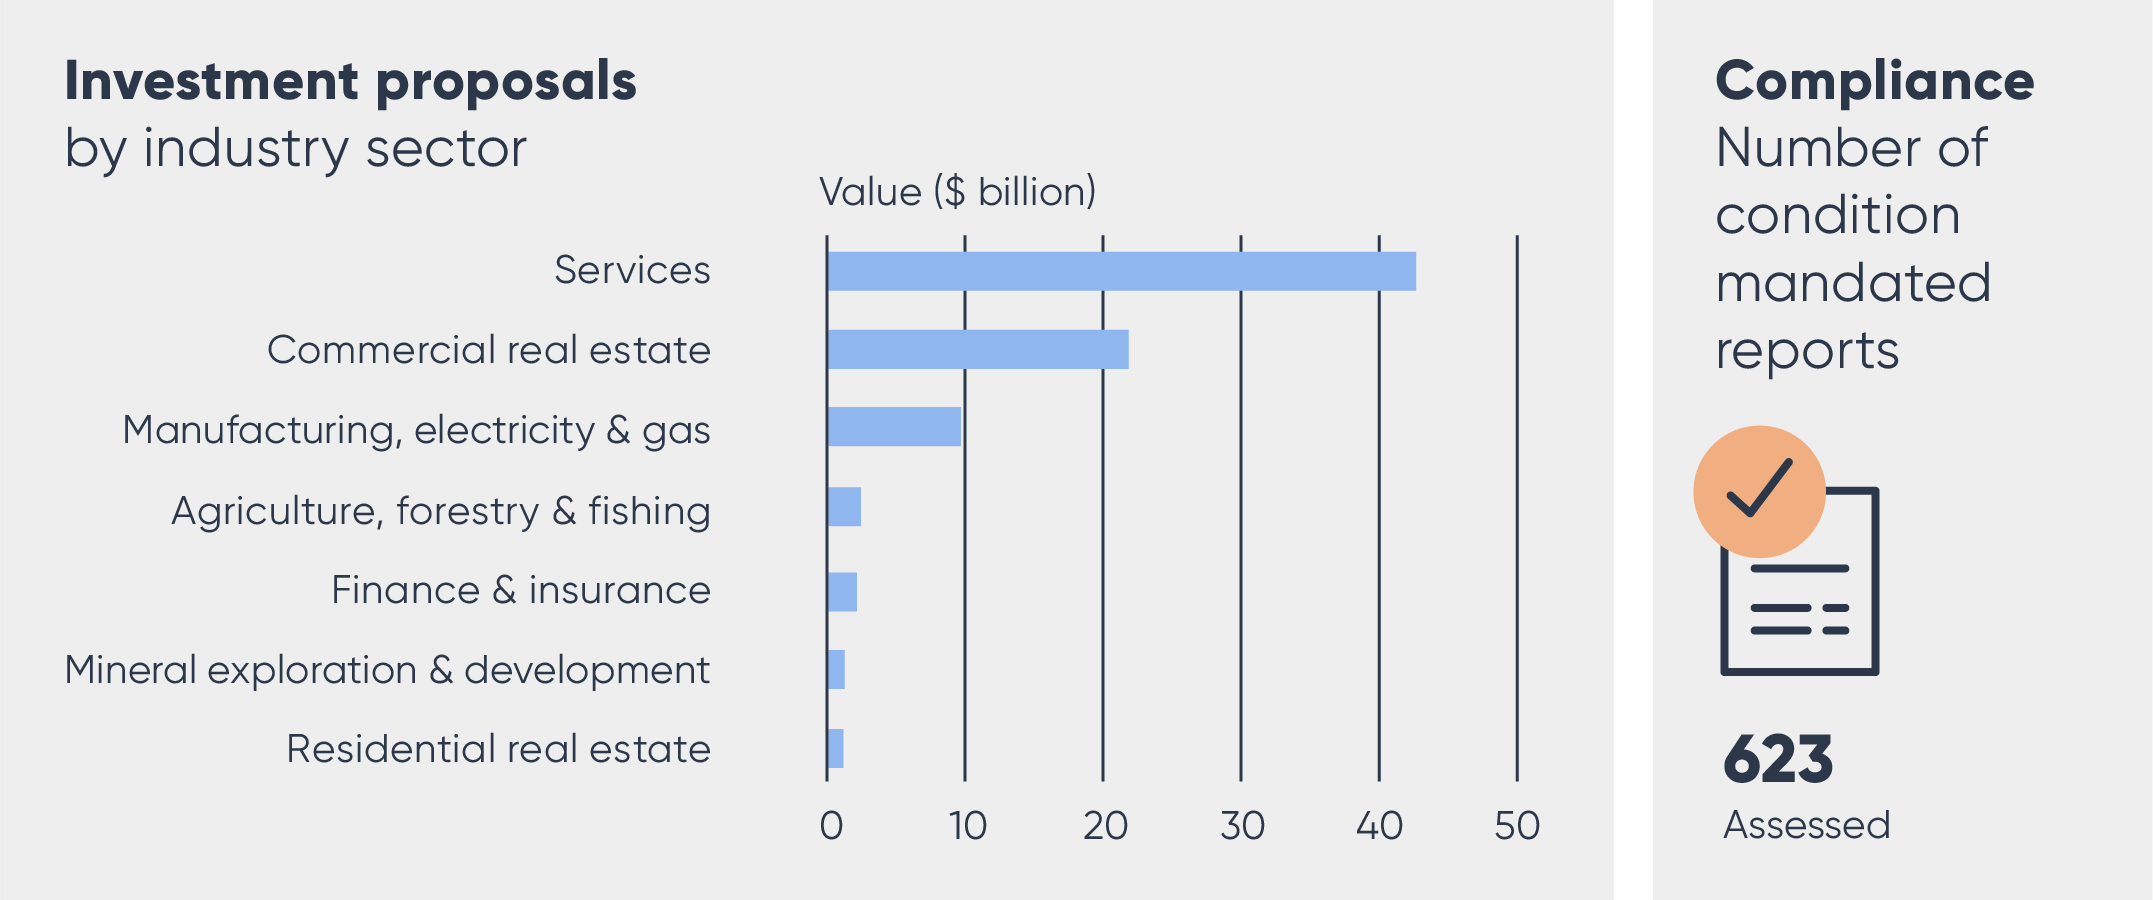 Investment proposals
by industry sector
Value ($ billion)
Services
Commercial real estate
Manufacturing, electricity & gas
Agriculture, forestry & fishing
Finance & insurance
Mineral exploration & development
Residential real estate
0 10 20 30 40 50
Compliance
Number of
condition
mandated
reports
623
Assessed